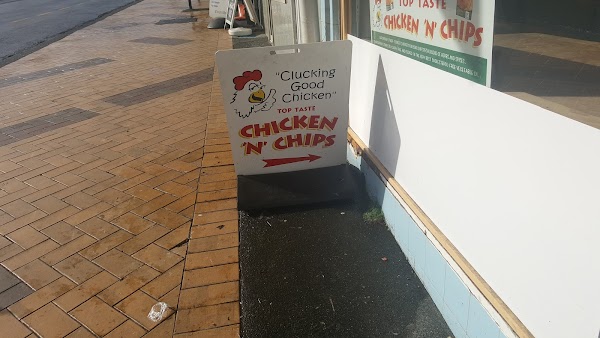 "Clucking
Good
Chicken"
TOP TASTE
CHICKEN
'N' CHIPS
TOP TASTE
CHICKEN 'N' CHIPS